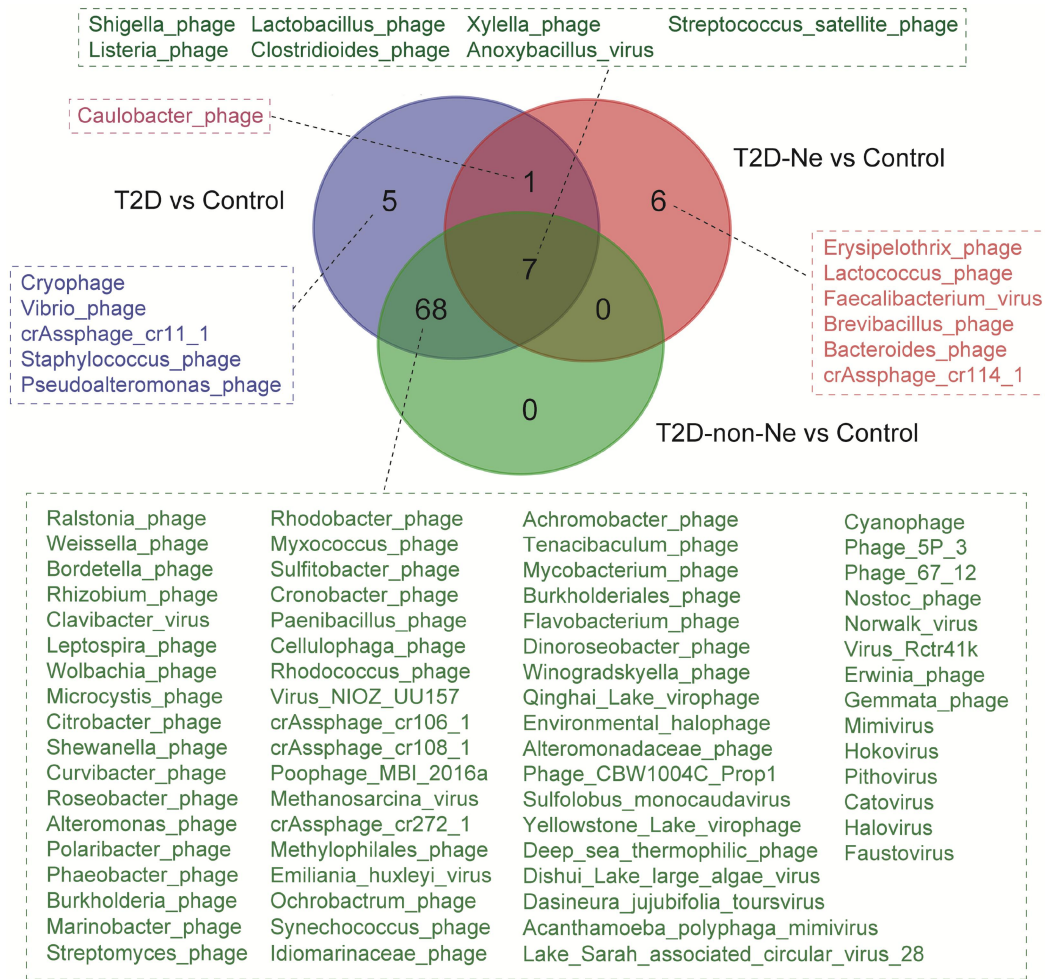 Shigella_phage Lactobacillus_phage Xylella_phage Streptococcus_satellite_phage
Listeria_phage Clostridioides_phage Anoxybacillus_virus
Caulobacter_phage
T2D-Ne vs Control
T2D vs Control
5
1
6
7
68
0
0
Cryophage
Vibrio_phage
crAssphage_cr11_1
Staphylococcus_phage
Pseudoalteromonas_phage
Erysipelothrix_phage
Lactococcus_phage
Faecalibacterium_virus
Brevibacillus_phage
Bacteroides_phage
crAssphage_cr114_1
T2D-non-Ne vs Control
Ralstonia_phage
Weissella_phage
Bordetella_phage
Rhizobium_phage
Clavibacter_virus
Leptospira_phage
Wolbachia_phage
Microcystis_phage
Citrobacter_phage
Shewanella_phage
Curvibacter_phage
Roseobacter_phage
Alteromonas_phage
Polaribacter_phage
Phaeobacter_phage
Burkholderia_phage
Marinobacter_phage
Streptomyces_phage
Rhodobacter_phage
Myxococcus_phage
Sulfitobacter_phage
Cronobacter_phage
Paenibacillus_phage
Cellulophaga_phage
Rhodococcus_phage
Virus_NIOZ_UU157
crAssphage_cr106_1
crAssphage_cr108_1
Poophage_MBI_2016a
Methanosarcina_virus
crAssphage_cr272_1
Methylophilales_phage
Emiliania_huxleyi_virus
Ochrobactrum_phage
Synechococcus_phage
Idiomarinaceae_phage
Achromobacter_phage
Tenacibaculum_phage
Mycobacterium_phage
Burkholderiales_phage
Flavobacterium_phage
Dinoroseobacter_phage
Winogradskyella_phage
Qinghai_Lake_virophage
Environmental_halophage
Alteromonadaceae_phage
Phage_CBW1004C_Prop1
Sulfolobus_monocaudavirus
Yellowstone_Lake_virophage
Deep_sea_thermophilic_phage
Dishui_Lake_large_algae_virus
Dasineura_jujubifolia_toursvirus
Acanthamoeba_polyphaga_mimivirus
Lake_Sarah_associated_circular_virus_28
Cyanophage
Phage_5P_3
Phage_67_12
Nostoc_phage
Norwalk_virus
Virus_Rctr41k
Erwinia_phage
Gemmata_phage
Mimivirus
Hokovirus
Pithovirus
Catovirus
Halovirus
Faustovirus